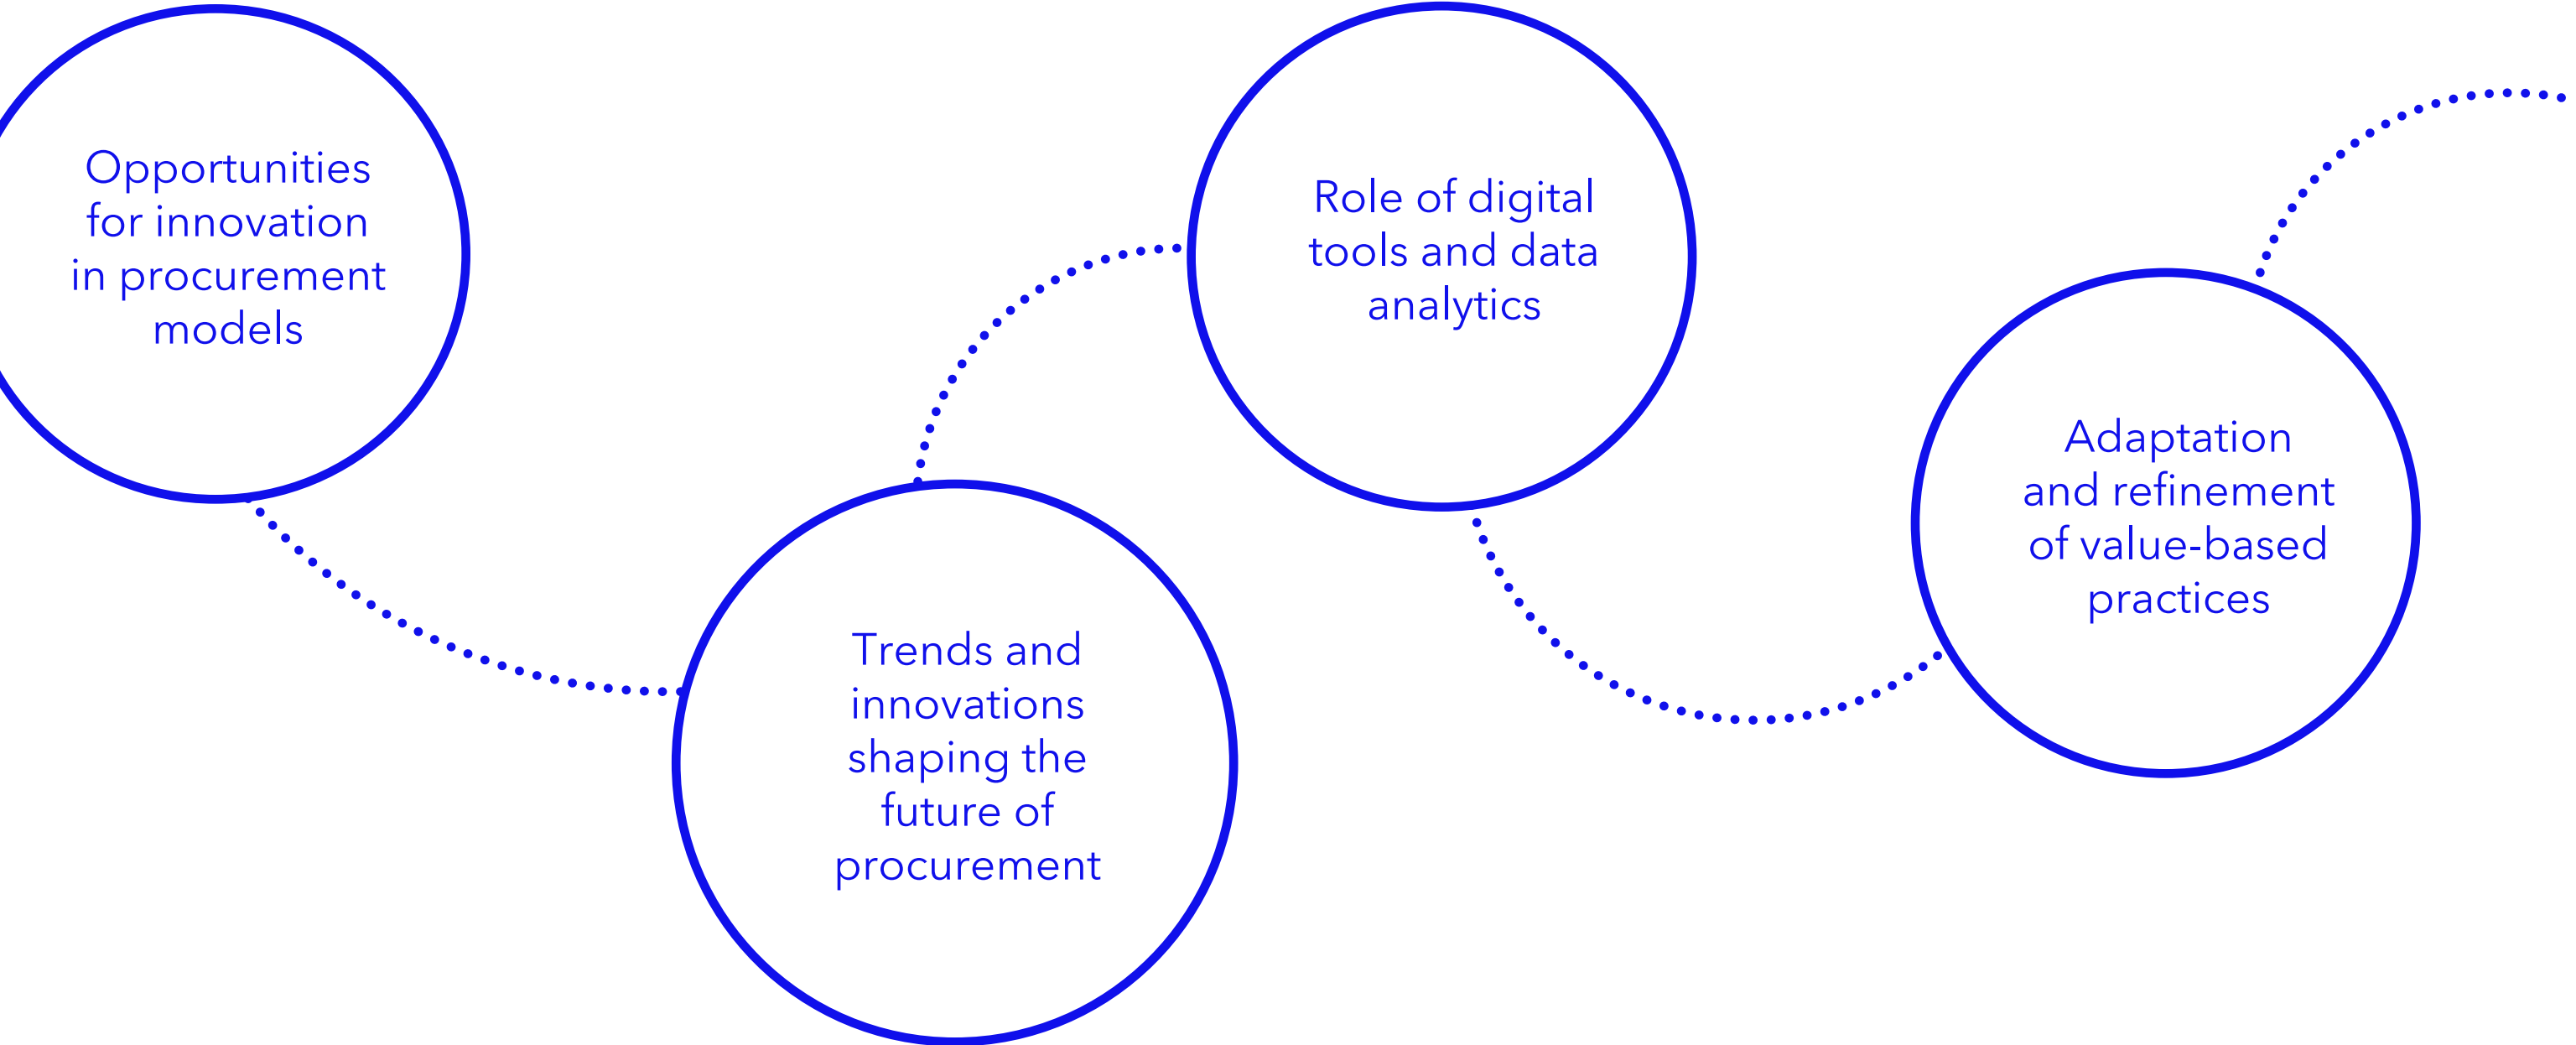 Opportunities
for innovation
in procurement
models
Trends and
innovations
shaping the
future of
procurement
Role of digital
tools and data
analytics
Adaptation
and refinement
of value-based
practices